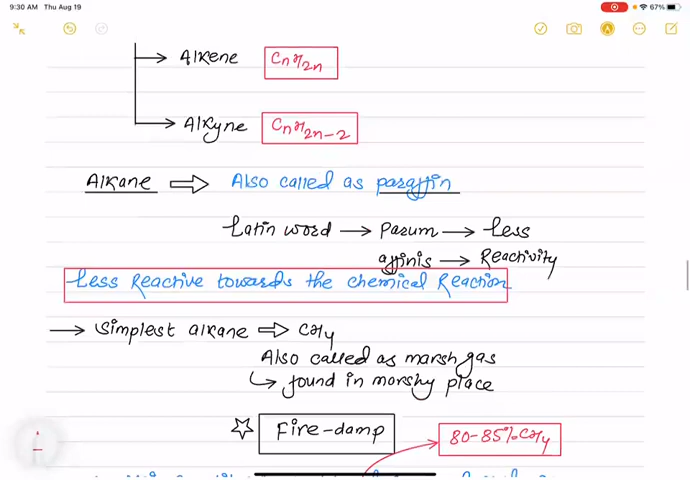 9:30 AM Thu Aug 19
67%
Alkene CnH2n
Alkyne CnH2n-2
Alkane ⇒ Also called as paraffin
Latin word → Parum → Less
affinis → Reactivity
Less Reactive towards the chemical Reaction
→ Simplest alkane ⇒ CH4
Also called as marsh gas
↳ found in marshy place
☆ Fire-damp
80-85% CH4